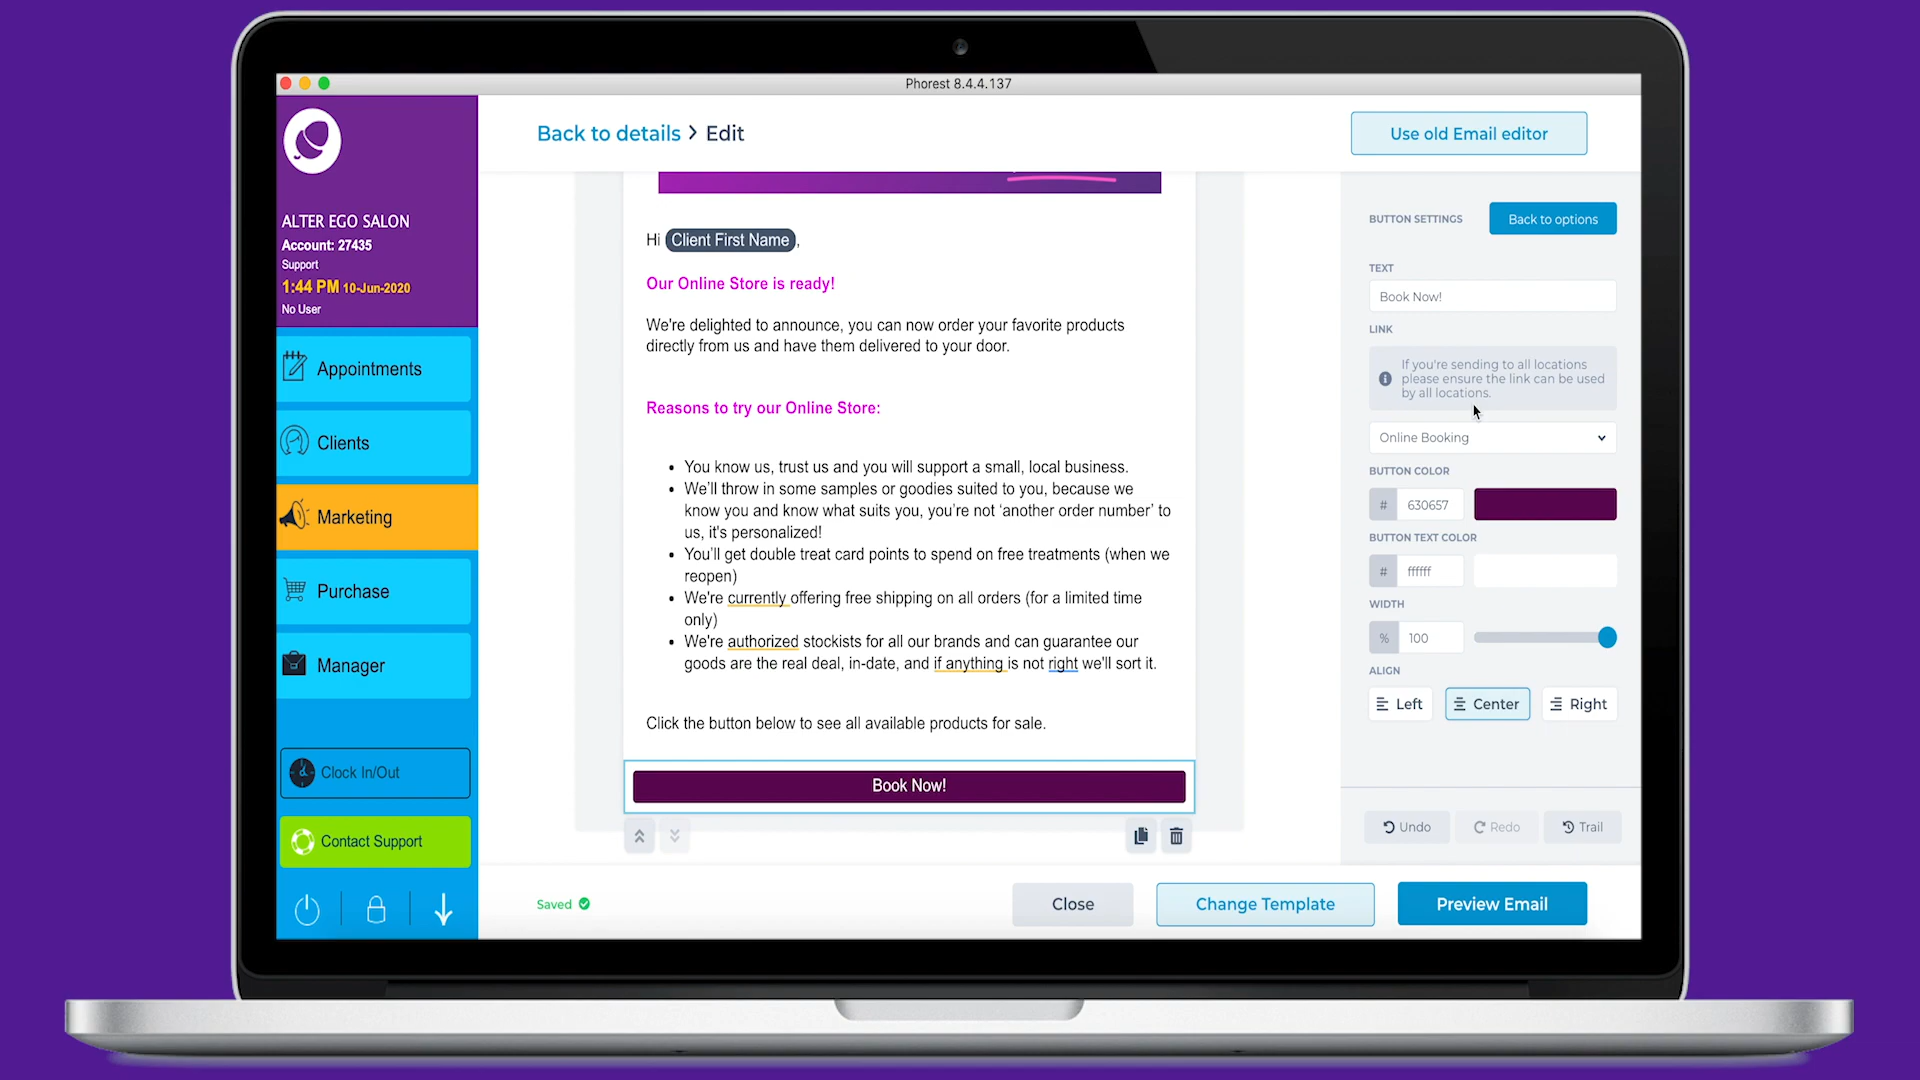 Phorest 8.4.4.137
ALTER EGO SALON
Account: 27435
Support
1:44 PM 10-Jun-2020
No User
Appointments
Clients
Marketing
Purchase
Manager
Clock In/Out
Contact Support
Back to details > Edit
Use old Email editor
Hi Client First Name ,
Our Online Store is ready!
We're delighted to announce, you can now order your favorite products
directly from us and have them delivered to your door.
Reasons to try our Online Store:
• You know us, trust us and you will support a small, local business.
• We’ll throw in some samples or goodies suited to you, because we
know you and know what suits you, you’re not ‘another order number’ to
us, it's personalized!
• You’ll get double treat card points to spend on free treatments (when we
reopen)
• We're currently offering free shipping on all orders (for a limited time
only)
• We're authorized stockists for all our brands and can guarantee our
goods are the real deal, in-date, and if anything is not right we'll sort it.
Click the button below to see all available products for sale.
Book Now!
BUTTON SETTINGS
Back to options
TEXT
Book Now!
LINK
If you're sending to all locations
please ensure the link can be used
by all locations.
Online Booking
BUTTON COLOR
# 630657
BUTTON TEXT COLOR
# ffffff
WIDTH
% 100
ALIGN
Left Center Right
Undo Redo Trail
Saved
Close
Change Template
Preview Email